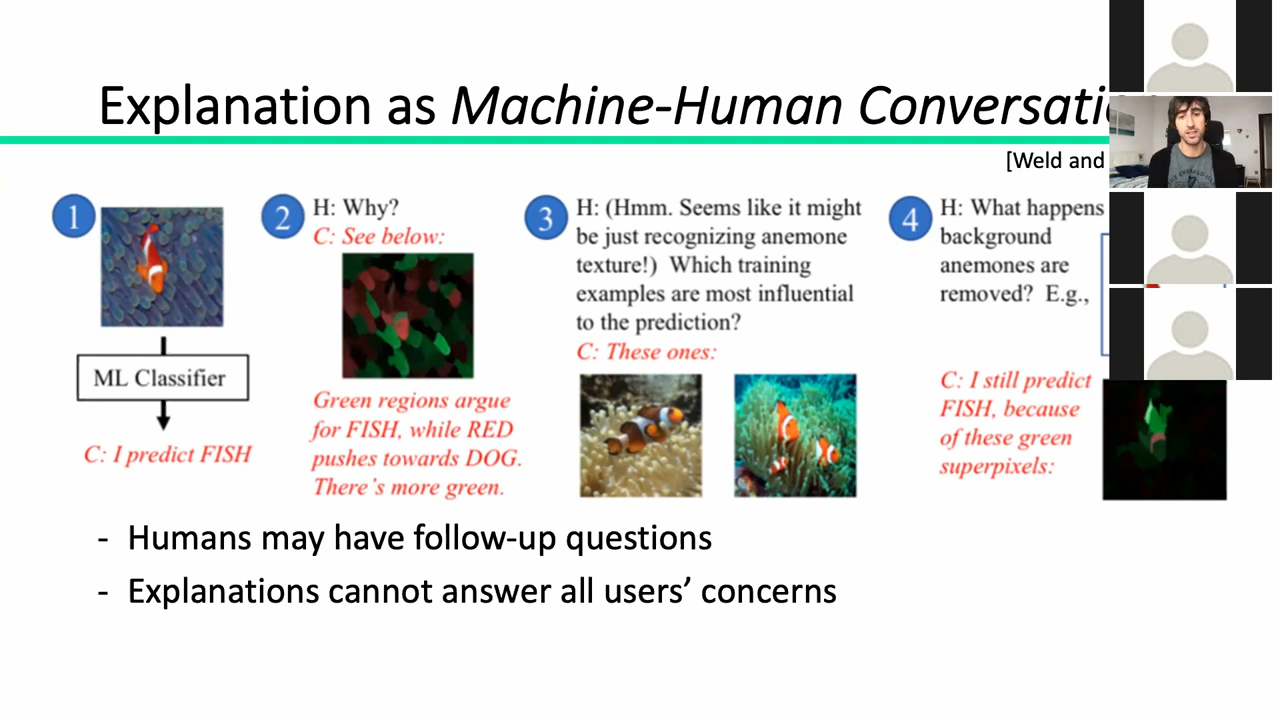 Explanation as Machine-Human Conversatio
[Weld and
1
2
3
4
H: Why?
C: See below:
H: (Hmm. Seems like it might
be just recognizing anemone
texture!) Which training
examples are most influential
to the prediction?
C: These ones:
H: What happens
background
anemones are
removed? E.g.,
ML Classifier
C: I predict FISH
Green regions argue
for FISH, while RED
pushes towards DOG.
There's more green.
C: I still predict
FISH, because
of these green
superpixels:
- Humans may have follow-up questions
- Explanations cannot answer all users’ concerns